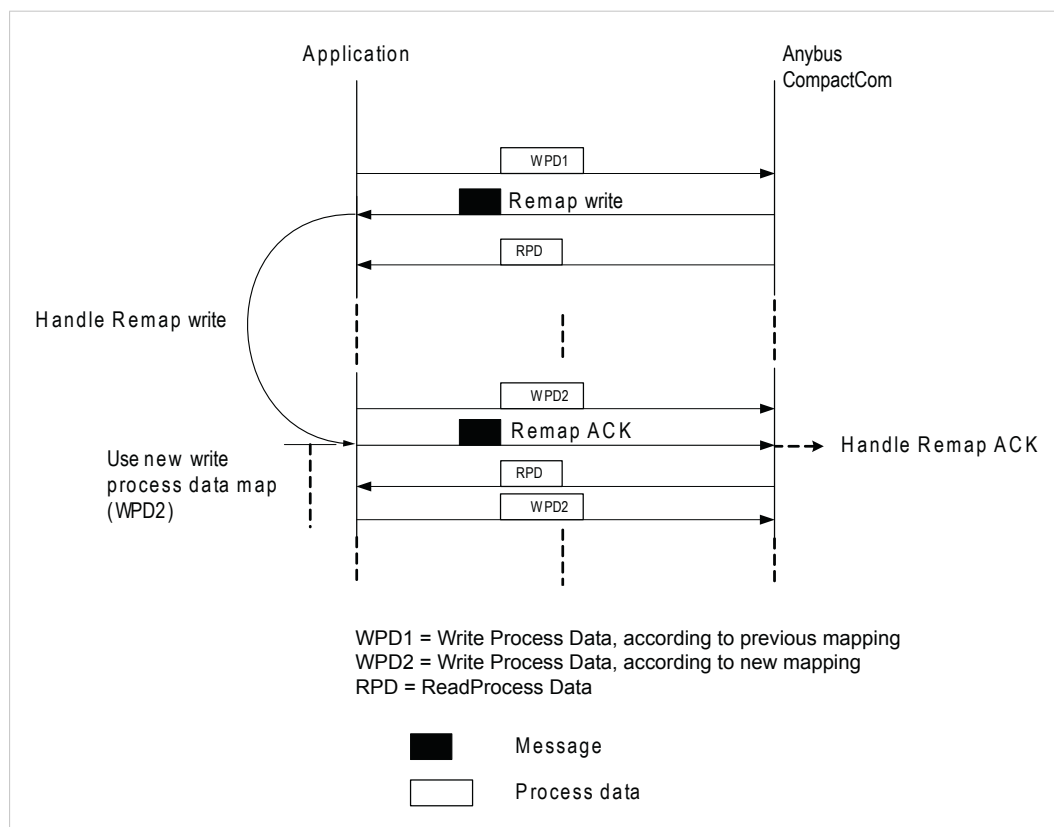 Application
Anybus
CompactCom
WPD1
Remap write
RPD
Handle Remap write
WPD2
Remap ACK
Handle Remap ACK
Use new write
process data map
(WPD2)
RPD
WPD2
WPD1 = Write Process Data, according to previous mapping
WPD2 = Write Process Data, according to new mapping
RPD = ReadProcess Data
Message
Process data